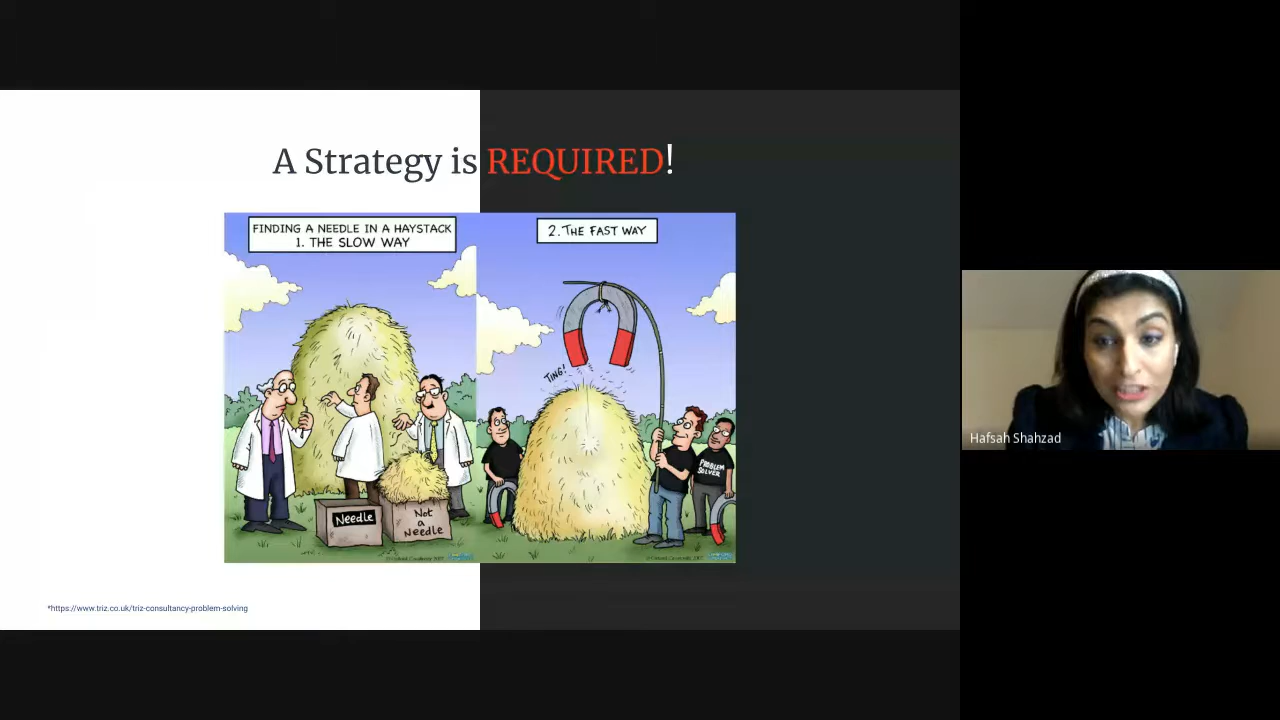 A Strategy is REQUIRED!
FINDING A NEEDLE IN A HAYSTACK
1. THE SLOW WAY
2. THE FAST WAY
TING!
PROBLEM
SOLVER
Needle
Not
a
Needle
Hafsah Shahzad
*https://www.triz.co.uk/triz-consultancy-problem-solving